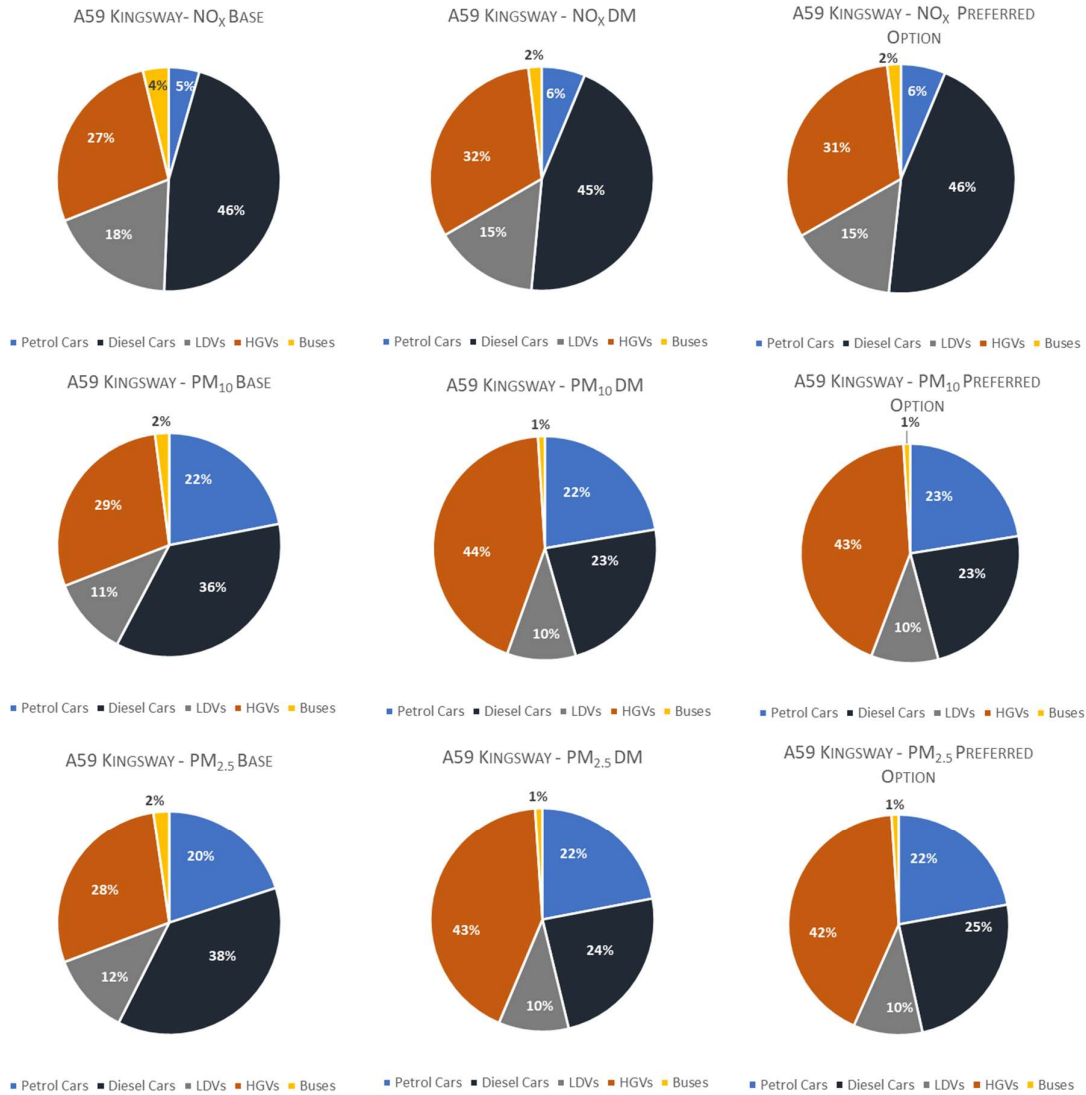 A59 KINGSWAY- NOX BASE
4%
5%
27%
46%
18%
■ Petrol Cars ■ Diesel Cars ■ LDVs ■ HGVs ■ Buses
A59 KINGSWAY - NOX DM
2%
6%
32%
45%
15%
■ Petrol Cars ■ Diesel Cars ■ LDVs ■ HGVs ■ Buses
A59 KINGSWAY - NOX PREFERRED
OPTION
2%
6%
31%
46%
15%
■ Petrol Cars ■ Diesel Cars ■ LDVs ■ HGVs ■ Buses
A59 KINGSWAY - PM10 BASE
2%
22%
29%
36%
11%
■ Petrol Cars ■ Diesel Cars ■ LDVs ■ HGVs ■ Buses
A59 KINGSWAY - PM10 DM
1%
22%
44%
23%
10%
■ Petrol Cars ■ Diesel Cars ■ LDVs ■ HGVs ■ Buses
A59 KINGSWAY - PM10 PREFERRED
OPTION
1%
23%
43%
23%
10%
■ Petrol Cars ■ Diesel Cars ■ LDVs ■ HGVs ■ Buses
A59 KINGSWAY - PM2.5 BASE
2%
20%
28%
38%
12%
■ Petrol Cars ■ Diesel Cars ■ LDVs ■ HGVs ■ Buses
A59 KINGSWAY - PM2.5 DM
1%
22%
43%
24%
10%
■ Petrol Cars ■ Diesel Cars ■ LDVs ■ HGVs ■ Buses
A59 KINGSWAY - PM2.5 PREFERRED
OPTION
1%
22%
42%
25%
10%
■ Petrol Cars ■ Diesel Cars ■ LDVs ■ HGVs ■ Buses